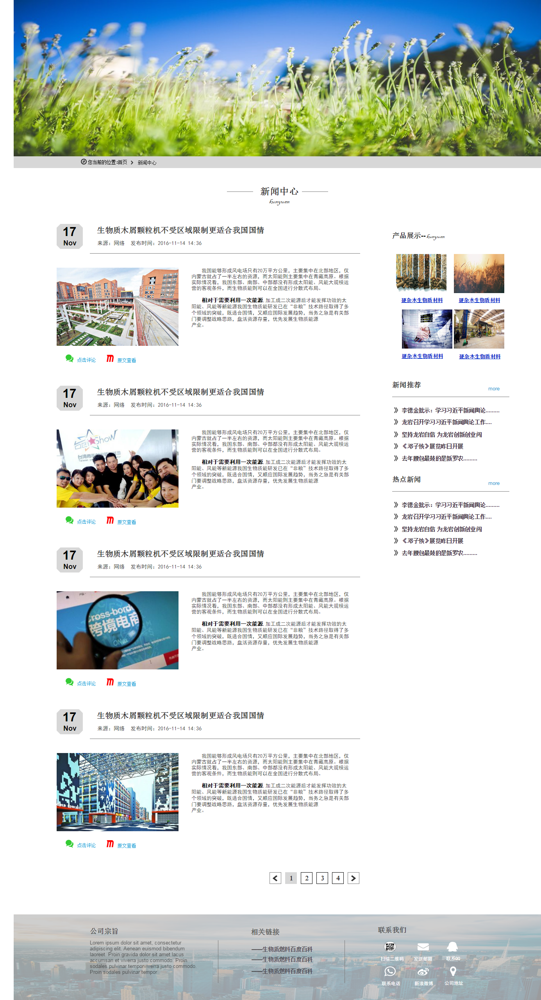 您当前的位置:首页 新闻中心
新闻中心
kunyuan
17
Nov
生物质木屑颗粒机不受区域限制更适合我国国情
来源：网络 发布时间：2016-11-14 14:36
我国能够形成风电场只有20万平方公里，主要集中在北部地区，仅
内蒙古就占了一半左右的资源，而太阳能则主要集中在青藏高原。根据
实际情况看，我国东部、南部、中部都没有形成太阳能、风能大规模运
营的客观条件，而生物质能则可以在全国进行分散式布局。
相对于需要利用一次能源，加工成二次能源后才能发挥功效的太
阳能、风能等新能源我国生物质能研发已在“非粮”技术路径取得了多
个领域的突破，既适合国情，又顺应国际发展趋势，当务之急是有关部
门要调整战略思路，盘活资源存量，优先发展生物质能源
产业。
点击评论 原文查看
17
Nov
生物质木屑颗粒机不受区域限制更适合我国国情
来源：网络 发布时间：2016-11-14 14:36
SHOW
我国能够形成风电场只有20万平方公里，主要集中在北部地区，仅
内蒙古就占了一半左右的资源，而太阳能则主要集中在青藏高原。根据
实际情况看，我国东部、南部、中部都没有形成太阳能、风能大规模运
营的客观条件，而生物质能则可以在全国进行分散式布局。
相对于需要利用一次能源，加工成二次能源后才能发挥功效的太
阳能、风能等新能源我国生物质能研发已在“非粮”技术路径取得了多
个领域的突破，既适合国情，又顺应国际发展趋势，当务之急是有关部
门要调整战略思路，盘活资源存量，优先发展生物质能源
产业。
点击评论 原文查看
17
Nov
生物质木屑颗粒机不受区域限制更适合我国国情
来源：网络 发布时间：2016-11-14 14:36
跨境电商
我国能够形成风电场只有20万平方公里，主要集中在北部地区，仅
内蒙古就占了一半左右的资源，而太阳能则主要集中在青藏高原。根据
实际情况看，我国东部、南部、中部都没有形成太阳能、风能大规模运
营的客观条件，而生物质能则可以在全国进行分散式布局。
相对于需要利用一次能源，加工成二次能源后才能发挥功效的太
阳能、风能等新能源我国生物质能研发已在“非粮”技术路径取得了多
个领域的突破，既适合国情，又顺应国际发展趋势，当务之急是有关部
门要调整战略思路，盘活资源存量，优先发展生物质能源
产业。
点击评论 原文查看
17
Nov
生物质木屑颗粒机不受区域限制更适合我国国情
来源：网络 发布时间：2016-11-14 14:36
我国能够形成风电场只有20万平方公里，主要集中在北部地区，仅
内蒙古就占了一半左右的资源，而太阳能则主要集中在青藏高原。根据
实际情况看，我国东部、南部、中部都没有形成太阳能、风能大规模运
营的客观条件，而生物质能则可以在全国进行分散式布局。
相对于需要利用一次能源，加工成二次能源后才能发挥功效的太
阳能、风能等新能源我国生物质能研发已在“非粮”技术路径取得了多
个领域的突破，既适合国情，又顺应国际发展趋势，当务之急是有关部
门要调整战略思路，盘活资源存量，优先发展生物质能源
产业。
点击评论 原文查看
1 2 3 4
产品展示--kunyuan
硬杂木生物质材料 硬杂木生物质材料
硬杂木生物质材料 硬杂木生物质材料
新闻推荐 more
李德金批示：学习习近平新闻舆论.........
龙岩召开学习习近平新闻舆论工作....
坚持龙岩自信 为龙岩创新创业闯
《邓子恢》展览昨日开展
去年腰包最鼓的是新罗农.........
热点新闻 more
李德金批示：学习习近平新闻舆论.........
龙岩召开学习习近平新闻舆论工作....
坚持龙岩自信 为龙岩创新创业闯
《邓子恢》展览昨日开展
去年腰包最鼓的是新罗农.........
公司宗旨
Lorem ipsum dolor sit amet, consectetur
adipiscing elit. Aenean euismod bibendum
laoreet. Proin gravida dolor sit amet lacus
accumsan et viverra justo commodo. Proin
sodales pulvinar temporviverra justo commodo.
Proin sodales pulvinar tempor
相关链接
——生物质燃料百度百科
——生物质燃料百度百科
——生物质燃料百度百科
联系我们
扫描二维码 发送邮箱 联系QQ
联系电话 新浪微博 公司地址